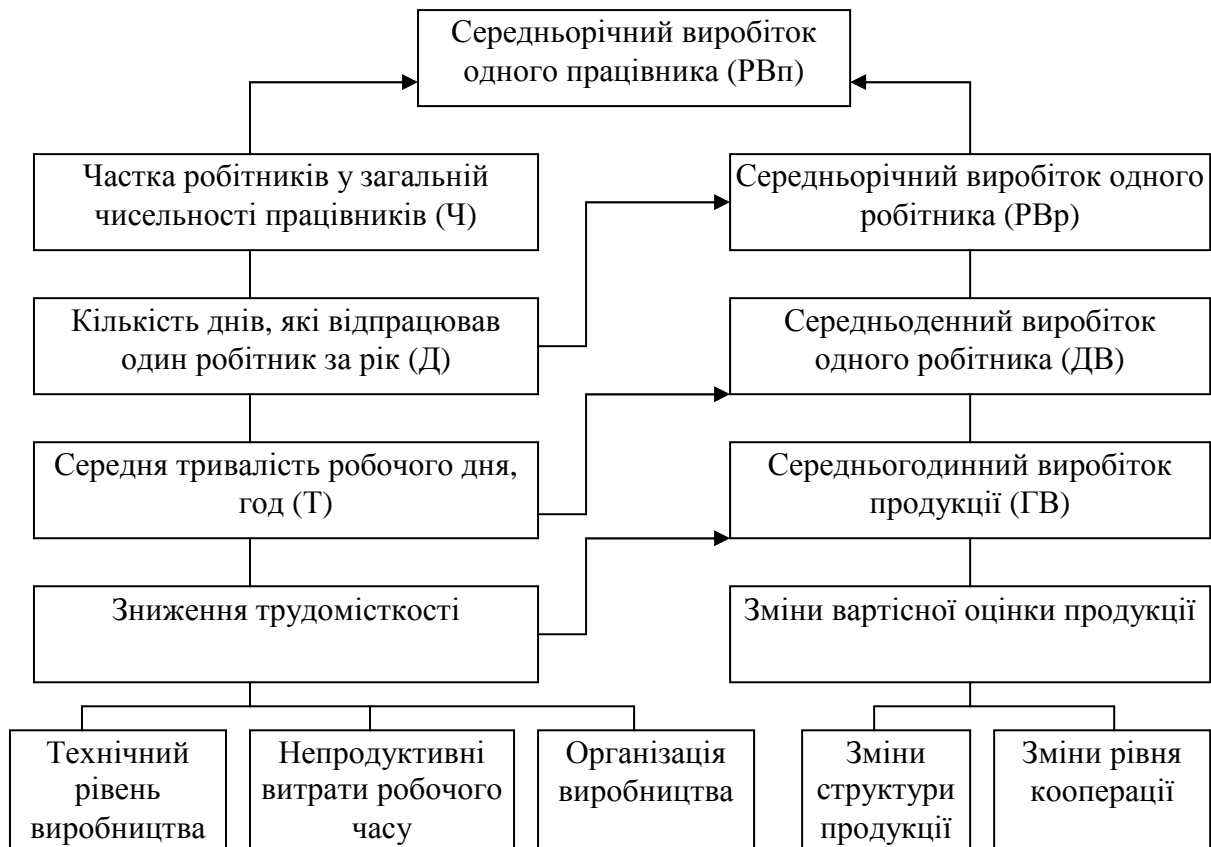 Середньорічний виробіток
одного працівника (РВп)
Частка робітників у загальній
чисельності працівників (Ч)
Середньорічний виробіток одного
робітника (РВр)
Кількість днів, які відпрацював
один робітник за рік (Д)
Середньоденний виробіток
одного робітника (ДВ)
Середня тривалість робочого дня,
год (Т)
Середньогодинний виробіток
продукції (ГВ)
Зниження трудомісткості
Зміни вартісної оцінки продукції
Технічний
рівень
виробництва
Непродуктивні
витрати робочого
часу
Організація
виробництва
Зміни
структури
продукції
Зміни рівня
кооперації